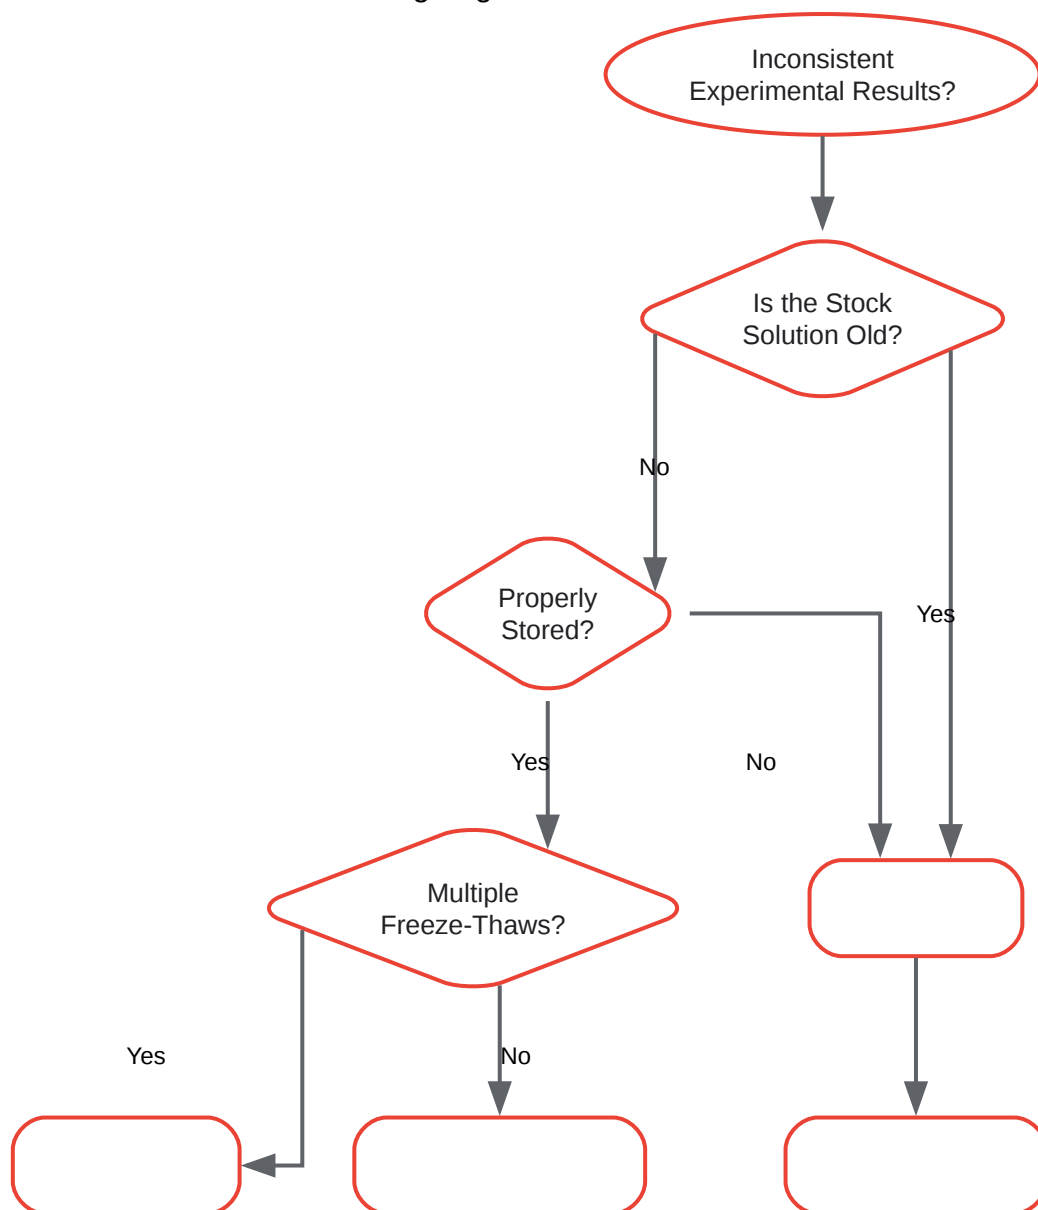 Inconsistent
Experimental Results?
Is the Stock
Solution Old?
No
Properly
Stored?
Yes
Yes
No
Multiple
Freeze-Thaws?
Yes
No